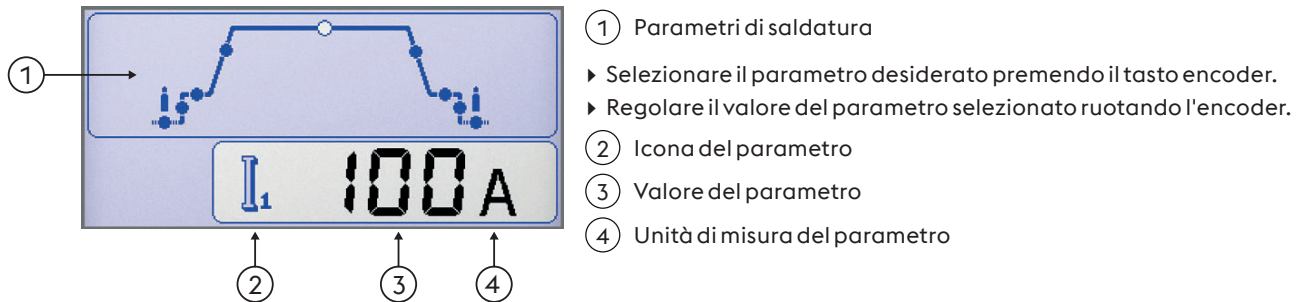 1 Parametri di saldatura
1
▸ Selezionare il parametro desiderato premendo il tasto encoder.
▸ Regolare il valore del parametro selezionato ruotando l'encoder.
2 Icona del parametro
I1 100 A
3 Valore del parametro
4 Unità di misura del parametro
2 3 4